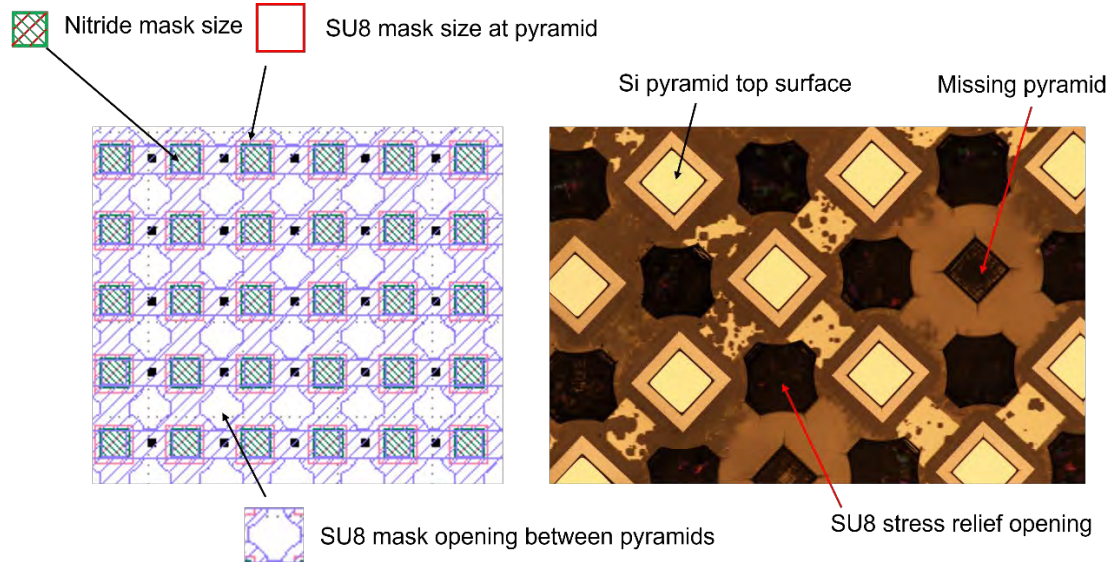 Nitride mask size
SU8 mask size at pyramid
Si pyramid top surface
Missing pyramid
SU8 stress relief opening
SU8 mask opening between pyramids